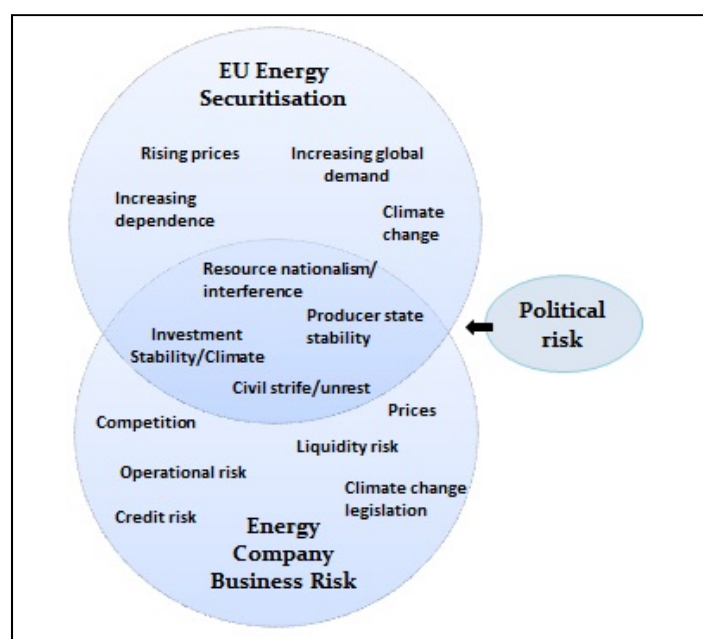 EU Energy
Securitisation
Rising prices
Increasing global
demand
Increasing
dependence
Climate
change
Resource nationalism/
interference
Producer state
stability
Investment
Stability/Climate
Civil strife/unrest
Political
risk
Prices
Competition
Liquidity risk
Operational risk
Climate change
legislation
Credit risk
Energy
Company
Business Risk